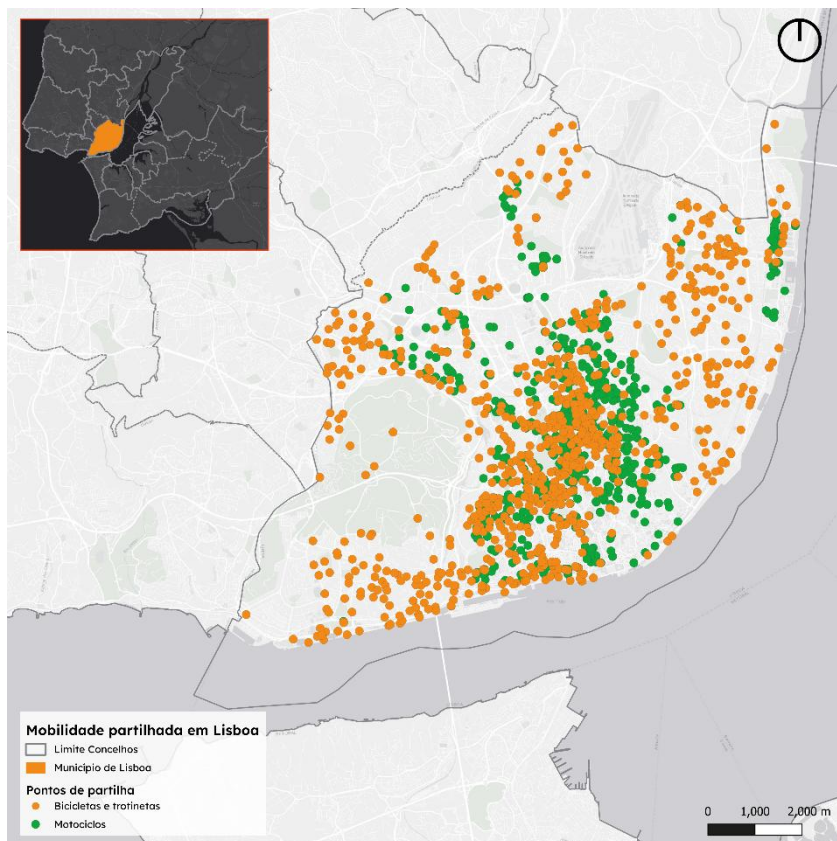 Mobilidade partilhada em Lisboa
Limite Concelhos
Município de Lisboa
Pontos de partilha
Bicicletas e trotinetas
Motociclos
0 1,000 2,000 m